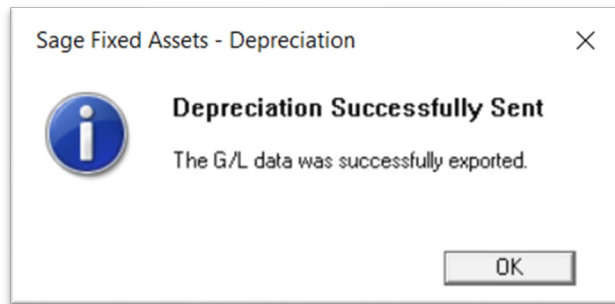 Sage Fixed Assets - Depreciation
Depreciation Successfully Sent
The G/L data was successfully exported.
OK